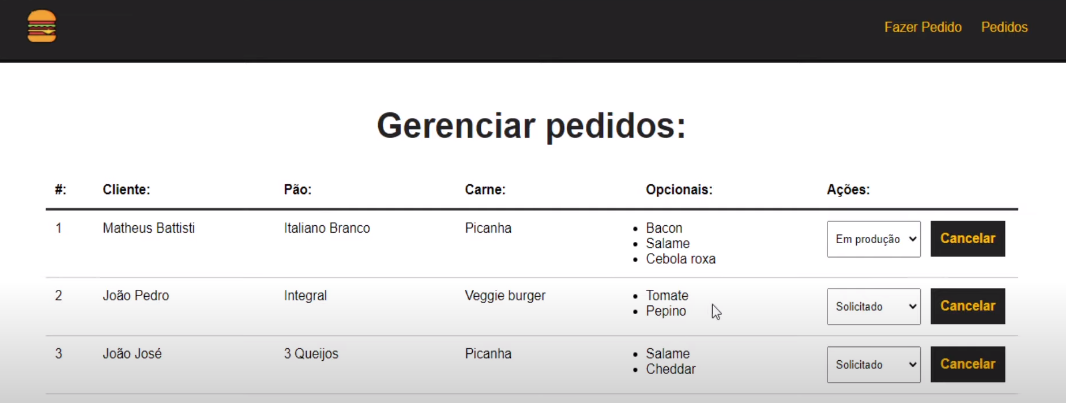 Fazer Pedido Pedidos
Gerenciar pedidos:
#: Cliente: Pão: Carne: Opcionais: Ações:
1 Matheus Battisti Italiano Branco Picanha • Bacon Em produção Cancelar
• Salame
• Cebola roxa
2 João Pedro Integral Veggie burger • Tomate Solicitado Cancelar
• Pepino
3 João José 3 Queijos Picanha • Salame Solicitado Cancelar
• Cheddar